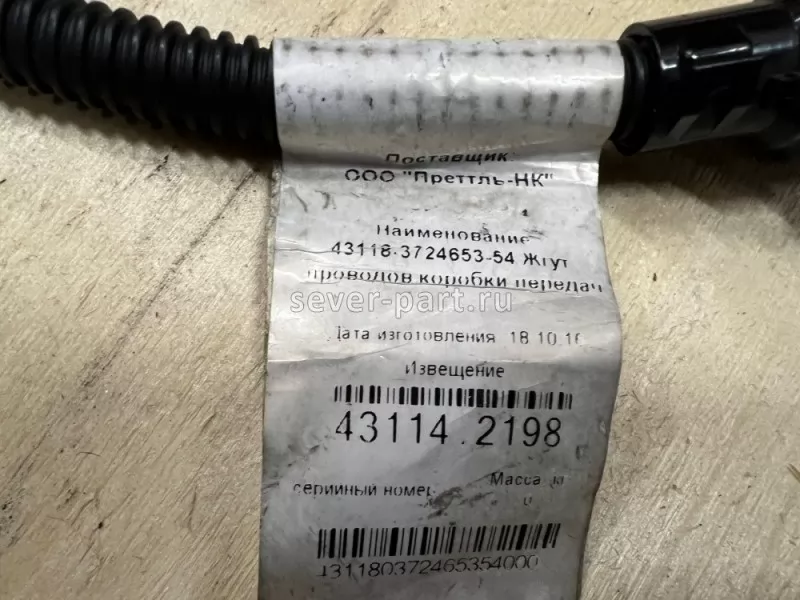 Поставщик:
ООО "Преттль-НК"
Наименование
43118-3724653-54 Жгут
проводов коробки передач
sever-part.ru
Дата изготовления 18.10.16
Извещение
43114.2198
серийный номер
Масса
431180372465354000